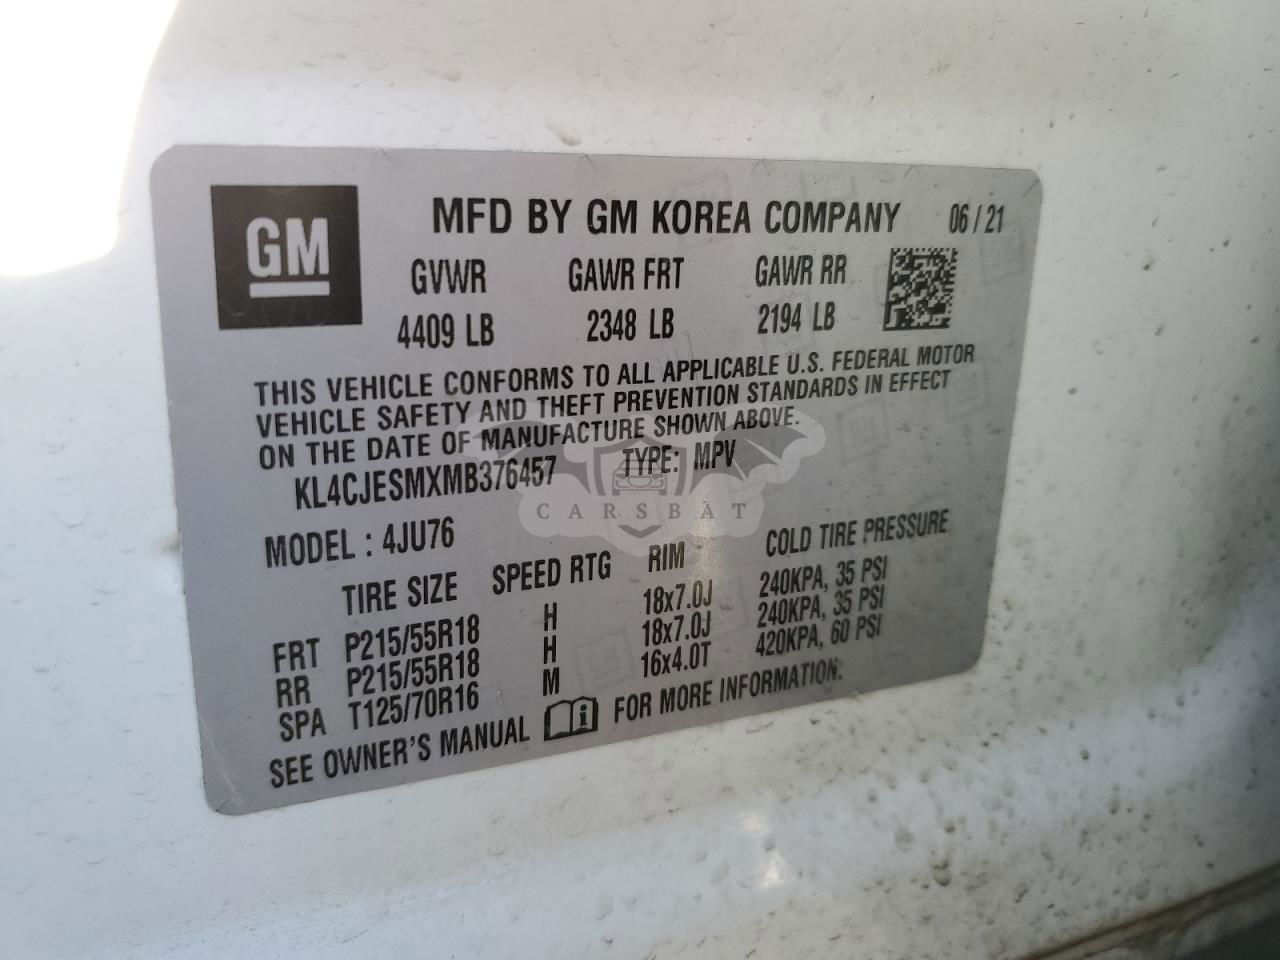 GM
MFD BY GM KOREA COMPANY 06/21
GVWR GAWR FRT GAWR RR
4409 LB 2348 LB 2194 LB
THIS VEHICLE CONFORMS TO ALL APPLICABLE U.S. FEDERAL MOTOR
VEHICLE SAFETY AND THEFT PREVENTION STANDARDS IN EFFECT
ON THE DATE OF MANUFACTURE SHOWN ABOVE.
KL4CJESMXMB376457 TYPE: MPV
CARSBAT
MODEL : 4JU76
TIRE SIZE SPEED RTG RIM COLD TIRE PRESSURE
FRT P215/55R18 H 18x7.0J 240KPA, 35 PSI
RR P215/55R18 H 18x7.0J 240KPA, 35 PSI
SPA T125/70R16 M 16x4.0T 420KPA, 60 PSI
SEE OWNER'S MANUAL i FOR MORE INFORMATION.